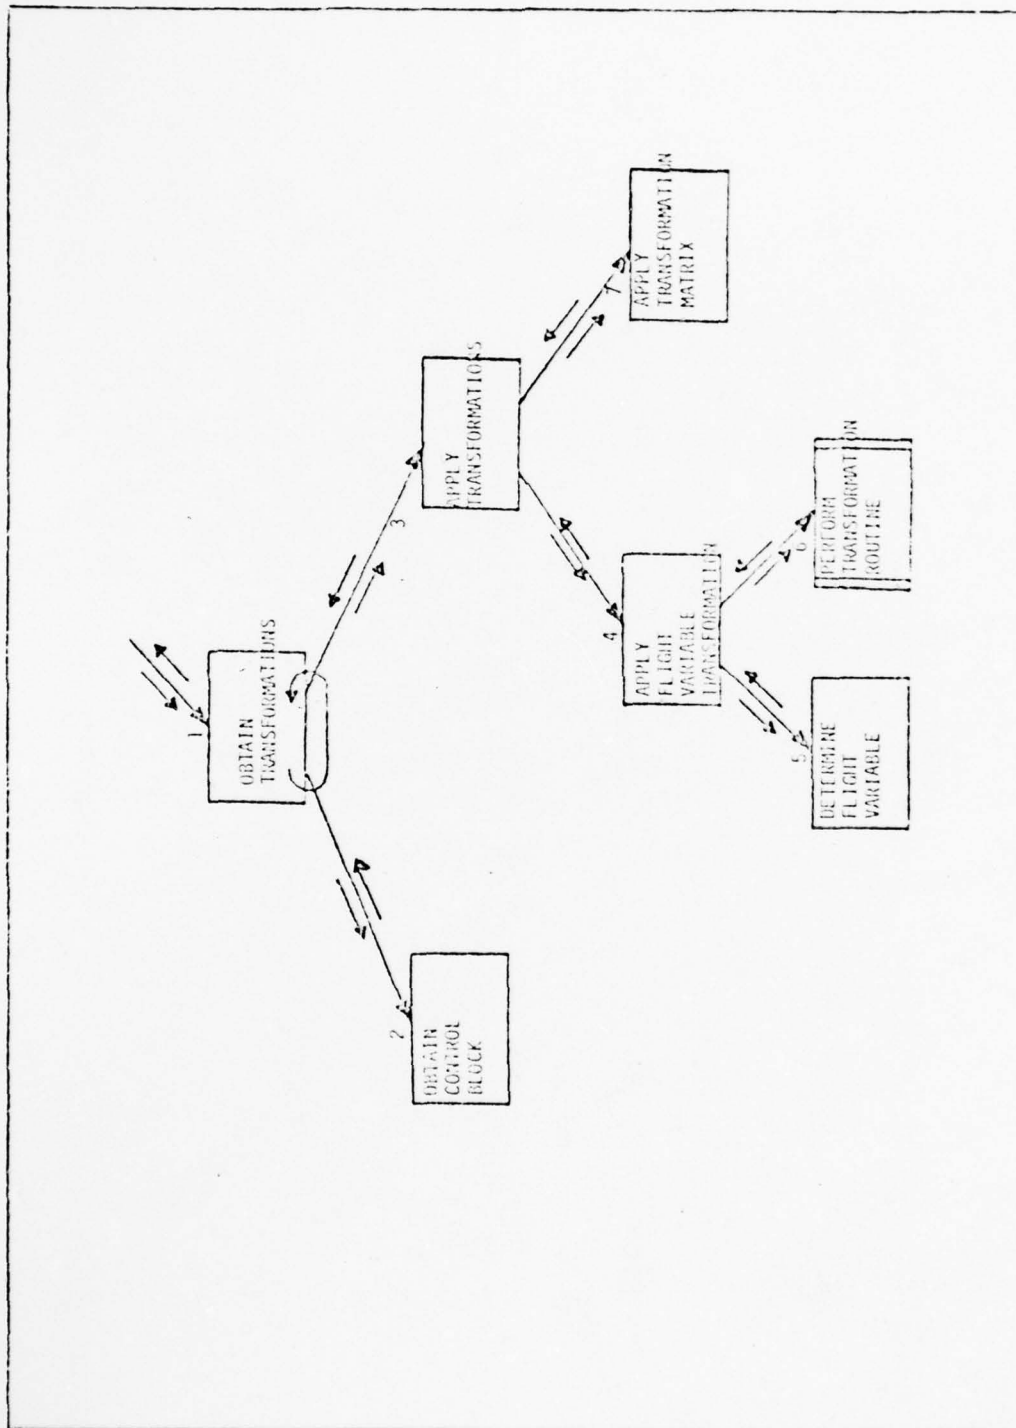 1
OBTAIN
TRANSFORMATIONS
2
OBTAIN
CONTROL
BLOCK
3
APPLY
TRANSFORMATIONS
4
APPLY
FLIGHT
VARIABLE
TRANSFORMATION
5
DETERMINE
FLIGHT
VARIABLE
6
PERFORM
TRANSFORMATION
ROUTINE
7
APPLY
TRANSFORMATION
MATRIX